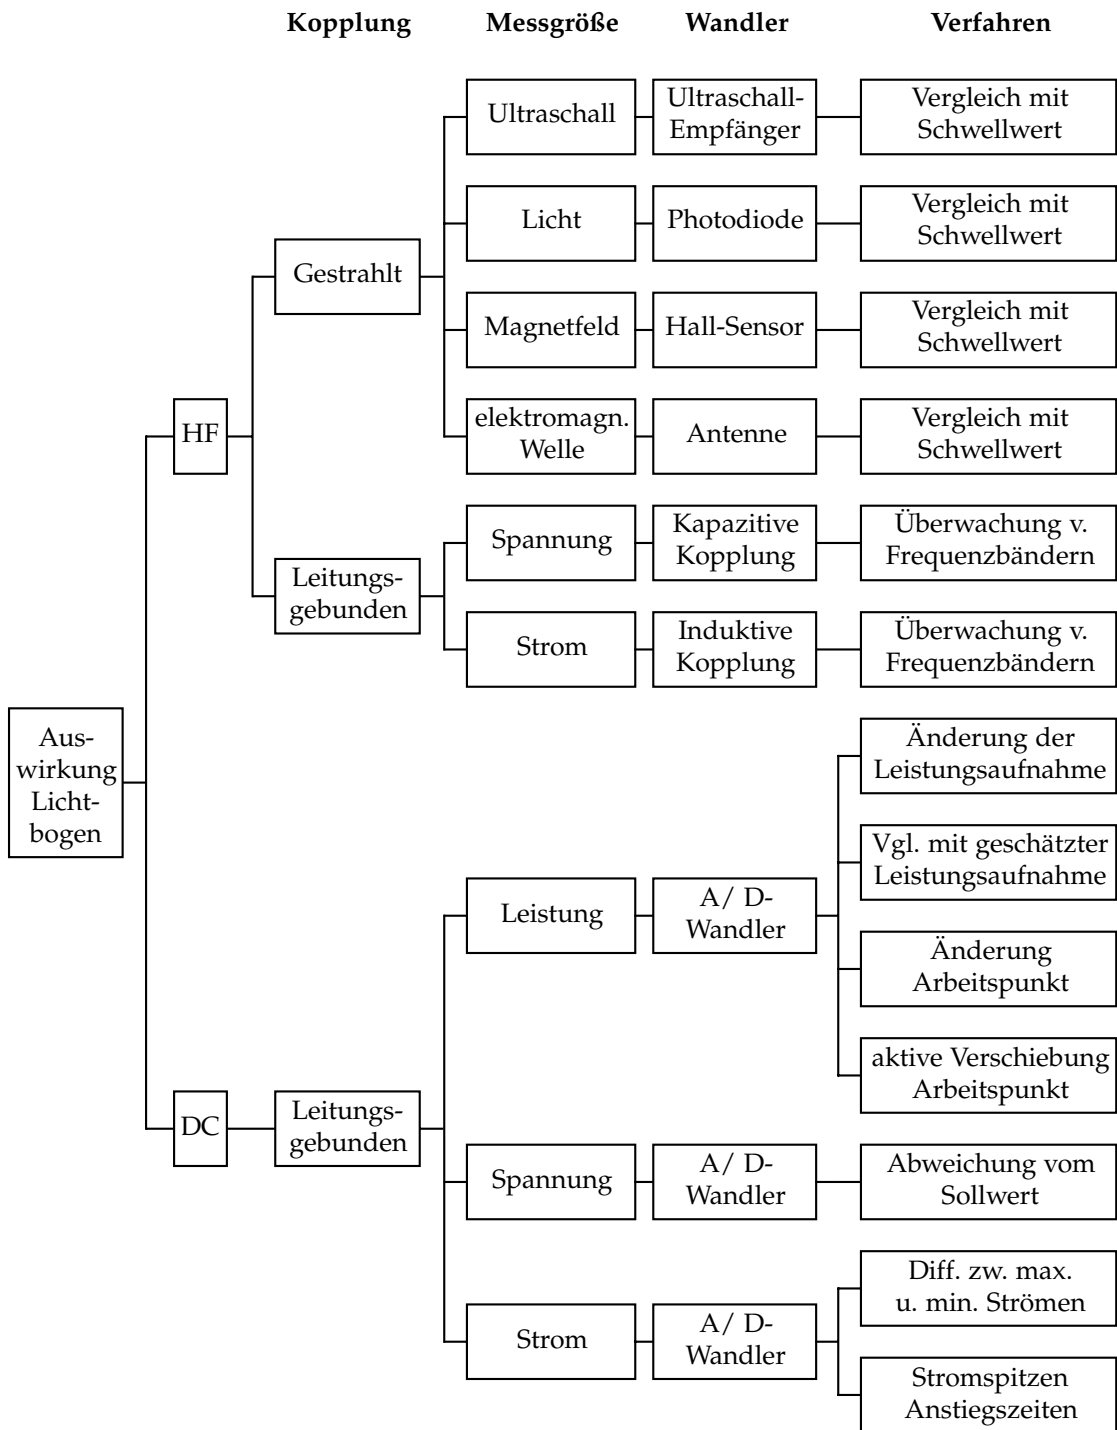 Kopplung Messgröße Wandler Verfahren
Ultraschall
Ultraschall-
Empfänger
Vergleich mit
Schwellwert
Licht
Photodiode
Vergleich mit
Schwellwert
Gestrahlt
Magnetfeld
Hall-Sensor
Vergleich mit
Schwellwert
HF
elektromagn.
Welle
Antenne
Vergleich mit
Schwellwert
Spannung
Kapazitive
Kopplung
Überwachung v.
Frequenzbändern
Leitungs-
gebunden
Strom
Induktive
Kopplung
Überwachung v.
Frequenzbändern
Aus-
wirkung
Licht-
bogen
Änderung der
Leistungsaufnahme
Vgl. mit geschätzter
Leistungsaufnahme
Leistung
A/ D-
Wandler
Änderung
Arbeitspunkt
aktive Verschiebung
Arbeitspunkt
DC
Leitungs-
gebunden
Spannung
A/ D-
Wandler
Abweichung vom
Sollwert
Diff. zw. max.
u. min. Strömen
Strom
A/ D-
Wandler
Stromspitzen
Anstiegszeiten